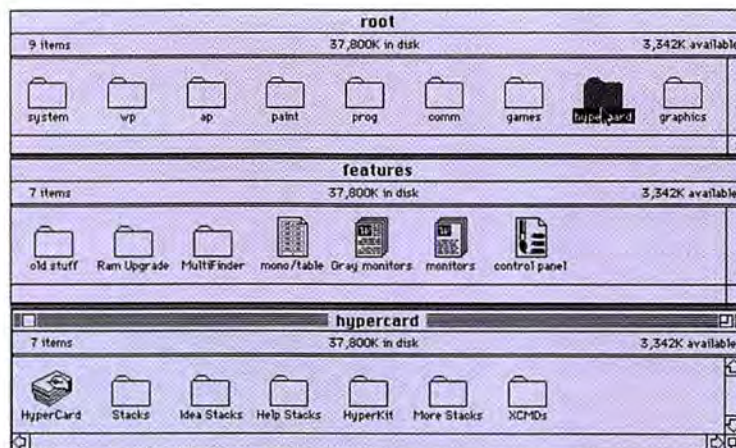 root
9 items 37,800K in disk 3,342K available
system wp ap paint prog comm games hypercard graphics
features
7 items 37,800K in disk 3,342K available
old stuff Ram Upgrade MultiFinder mono/table Gray monitors monitors control panel
hypercard
7 items 37,800K in disk 3,342K available
HyperCard Stacks Idea Stacks Help Stacks HyperKit More Stacks XCMDs